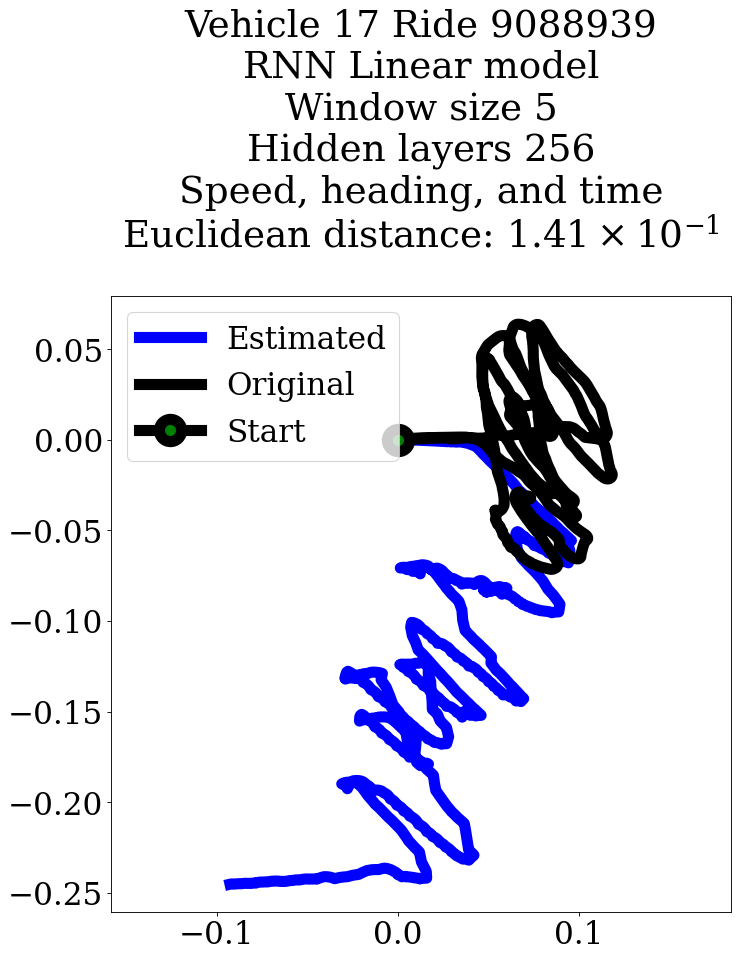 Vehicle 17 Ride 9088939
RNN Linear model
Window size 5
Hidden layers 256
Speed, heading, and time
Euclidean distance: 1.41 × 10⁻¹
Estimated
Original
Start
0.05
0.00
−0.05
−0.10
−0.15
−0.20
−0.25
−0.1 0.0 0.1